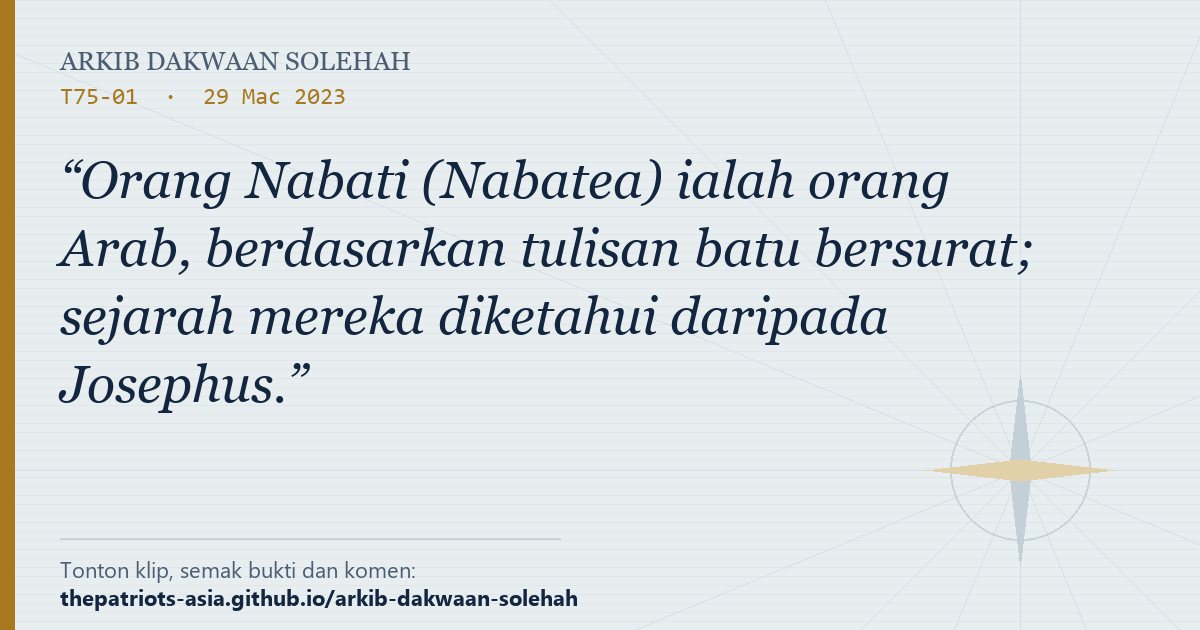 ARKIB DAKWAAN SOLEHAH
T75-01 · 29 Mac 2023
“Orang Nabati (Nabatea) ialah orang
Arab, berdasarkan tulisan batu bersurat;
sejarah mereka diketahui daripada
Josephus.”
Tonton klip, semak bukti dan komen:
thepatriots-asia.github.io/arkib-dakwaan-solehah